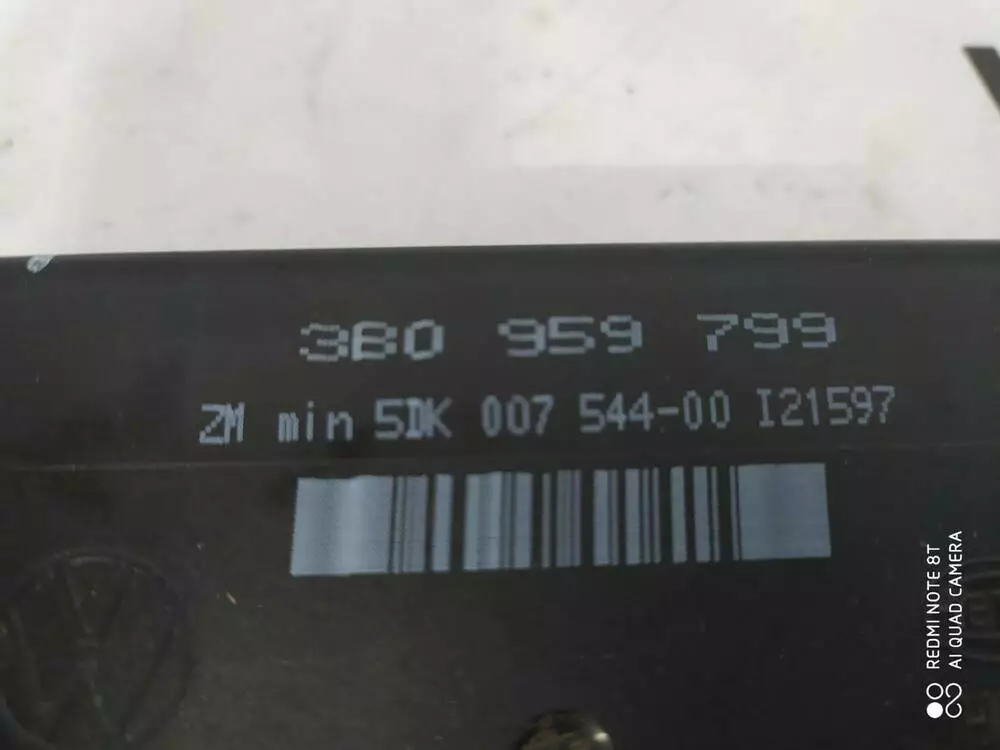 3B0 959 799
ZM min 5DK 007 544-00 I21597
REDMI NOTE 8T
AI QUAD CAMERA